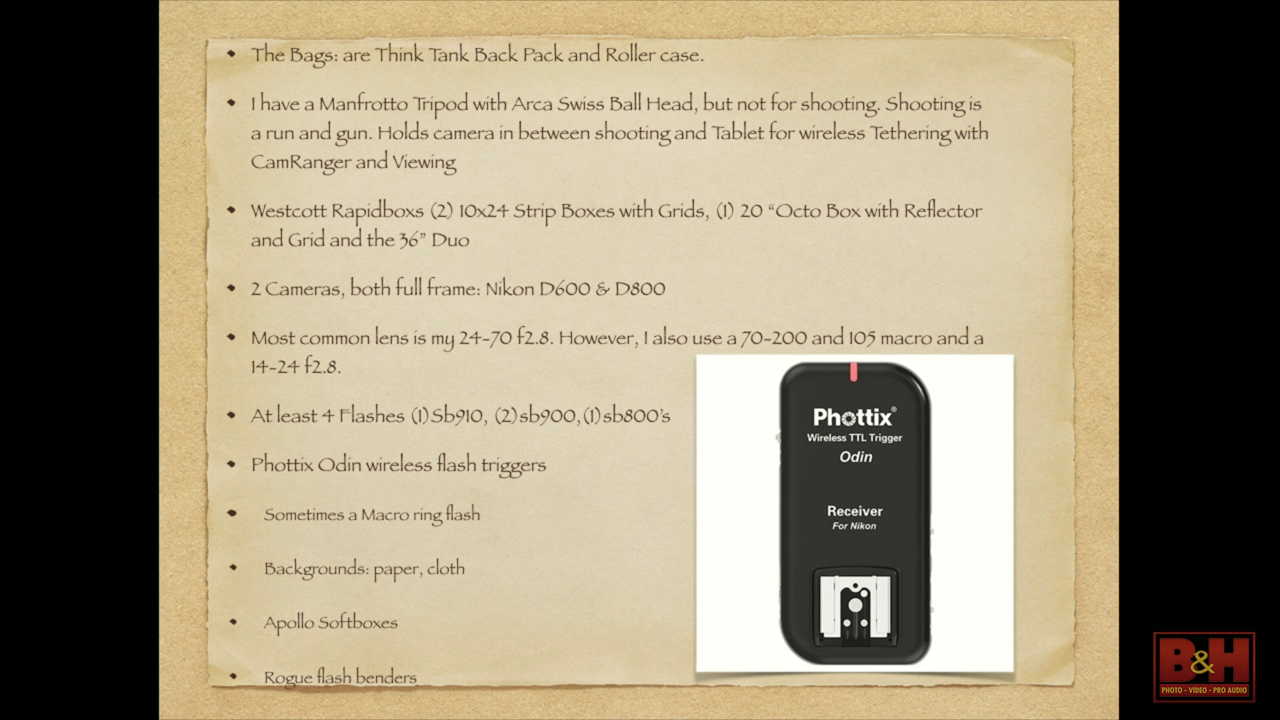 The Bags: are Think Tank Back Pack and Roller case.
I have a Manfrotto Tripod with Arca Swiss Ball Head, but not for shooting. Shooting is
a run and gun. Holds camera in between shooting and Tablet for wireless Tethering with
CamRanger and Viewing
Westcott Rapidboxs (2) 10x24 Strip Boxes with Grids, (1) 20 “Octo Box with Reflector
and Grid and the 36” Duo
2 Cameras, both full frame: Nikon D600 & D800
Most common lens is my 24-70 f2.8. However, I also use a 70-200 and 105 macro and a
14-24 f2.8.
At least 4 Flashes (1)Sb910, (2)sb900,(1)sb800's
Phottix Odin wireless flash triggers
Sometimes a Macro ring flash
Backgrounds: paper, cloth
Apollo Softboxes
Rogue flash benders
Phottix®
Wireless TTL Trigger
Odin
Receiver
For Nikon
B&H
PHOTO - VIDEO - PRO AUDIO